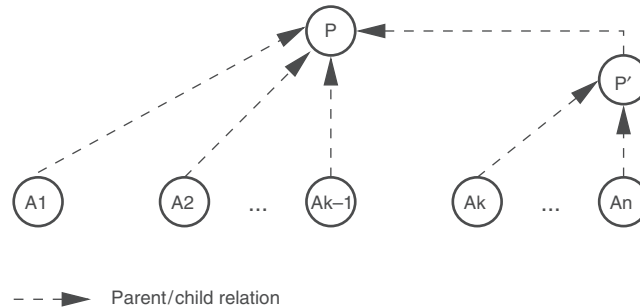 P
P′
A1
A2
...
Ak–1
Ak
...
An
Parent/child relation